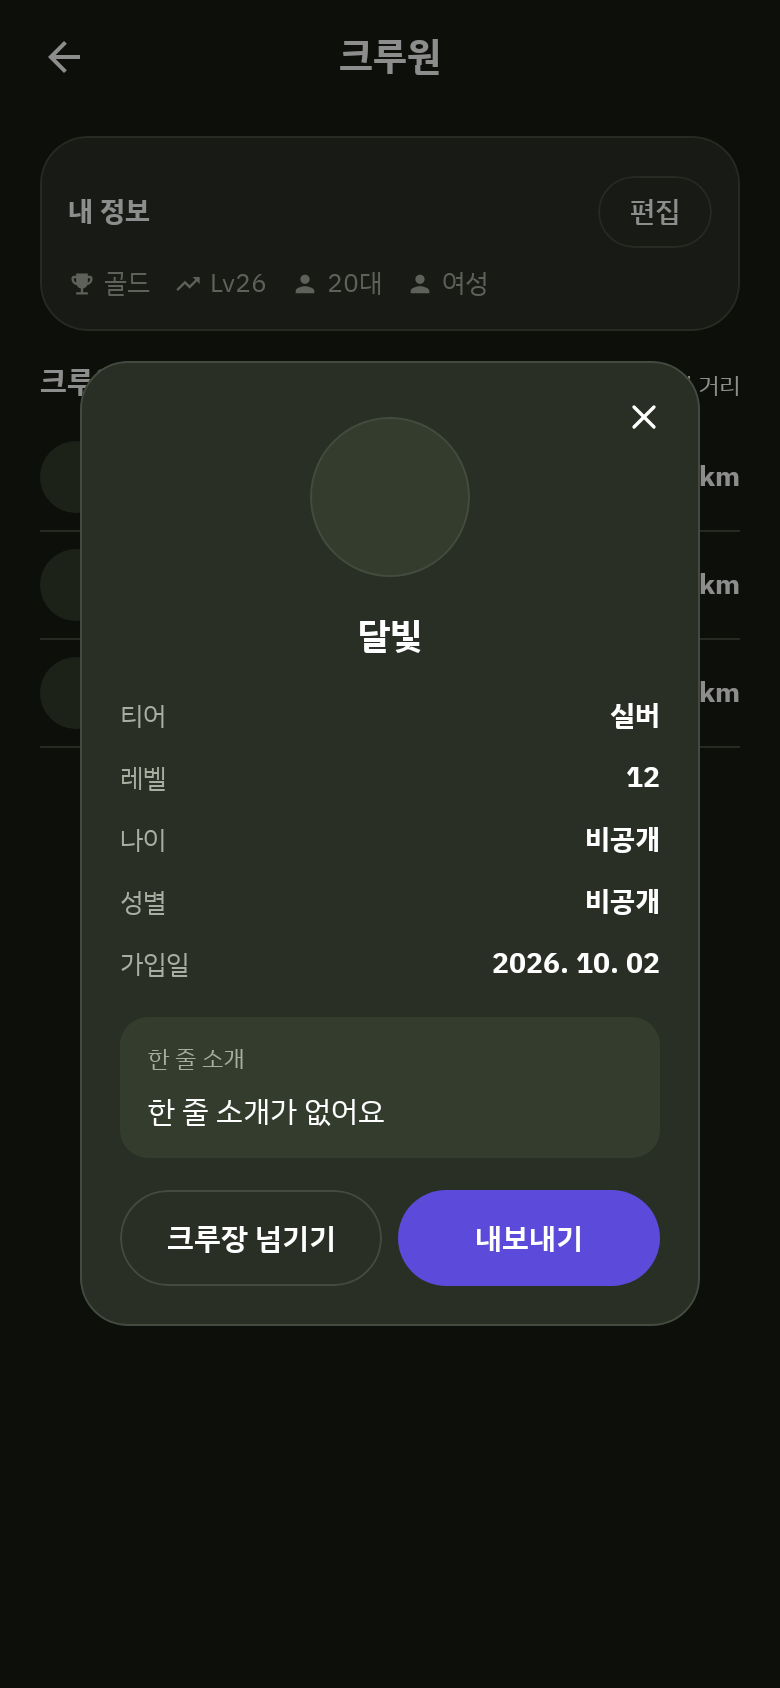 크루원
내 정보
편집
골드 Lv26 20대 여성
크루
거리
km
km
km
달빛
티어 실버
레벨 12
나이 비공개
성별 비공개
가입일 2026. 10. 02
한 줄 소개
한 줄 소개가 없어요
크루장 넘기기 내보내기